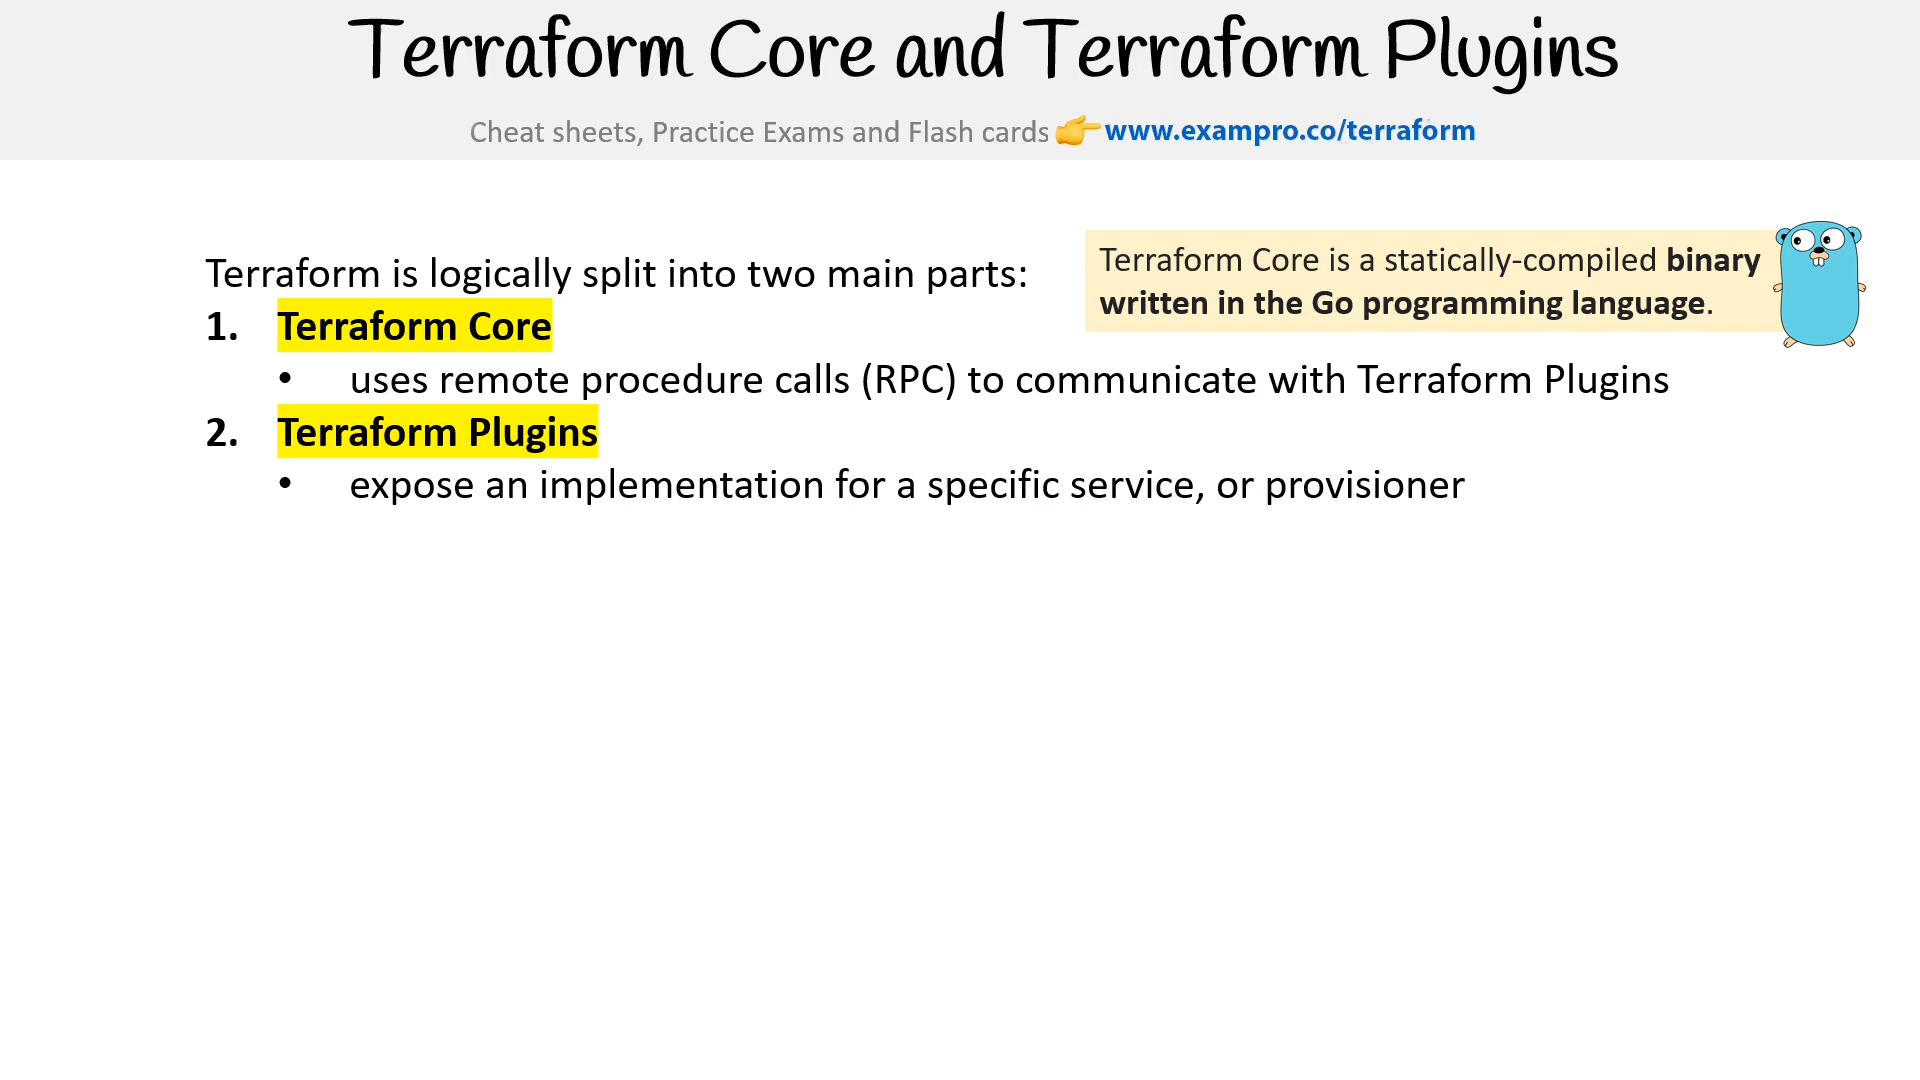 Terraform Core and Terraform Plugins
Cheat sheets, Practice Exams and Flash cards 👉 www.exampro.co/terraform
Terraform is logically split into two main parts:
1. Terraform Core
• uses remote procedure calls (RPC) to communicate with Terraform Plugins
2. Terraform Plugins
• expose an implementation for a specific service, or provisioner
Terraform Core is a statically-compiled binary
written in the Go programming language.